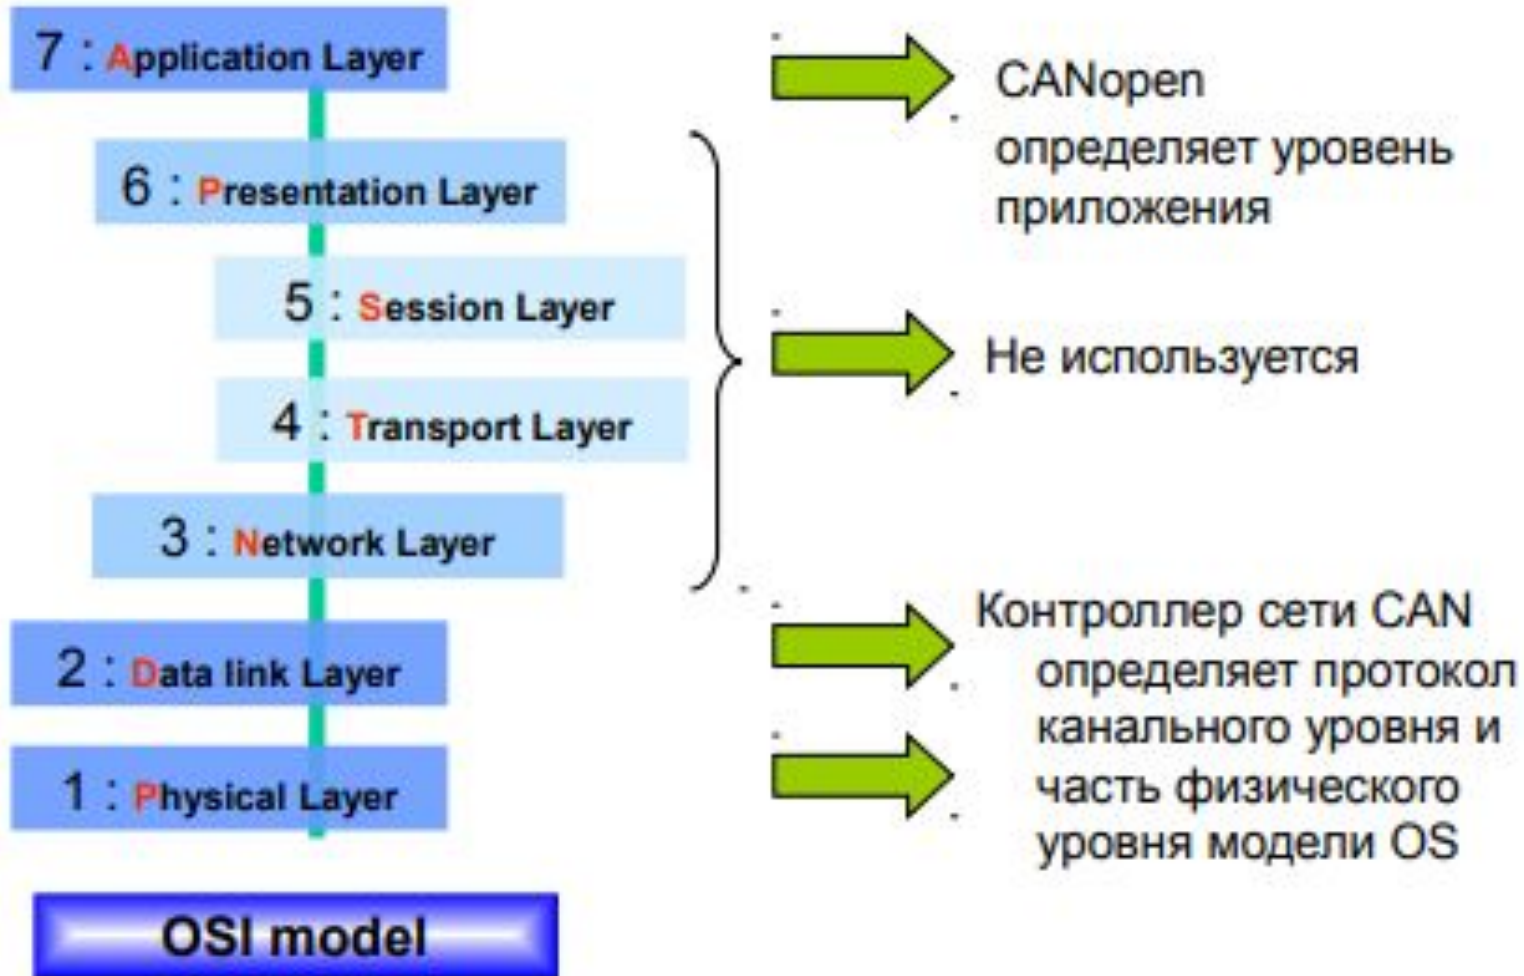 7 : Application Layer
6 : Presentation Layer
5 : Session Layer
4 : Transport Layer
3 : Network Layer
2 : Data link Layer
1 : Physical Layer
OSI model
CANopen
определяет уровень
приложения
Не используется
Контроллер сети CAN
определяет протокол
канального уровня и
часть физического
уровня модели OS